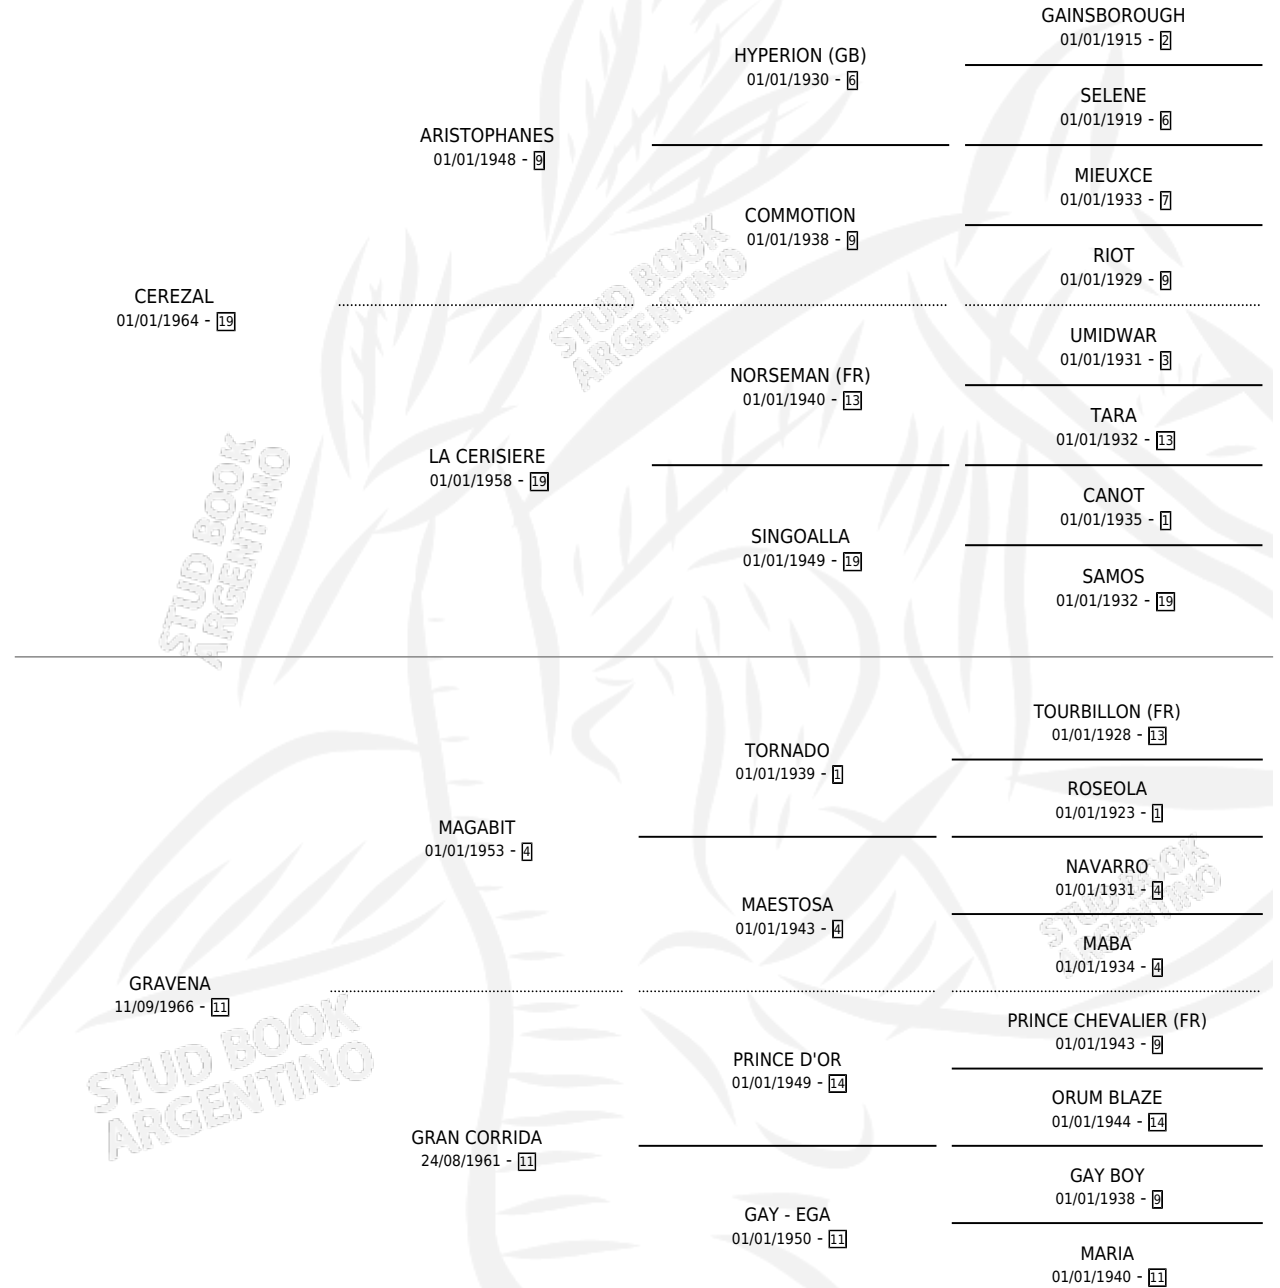 GAINSBOROUGH
01/01/1915 - 2
HYPERION (GB)
01/01/1930 - 6
SELENE
01/01/1919 - 6
ARISTOPHANES
01/01/1948 - 9
MIEUXCE
01/01/1933 - 7
COMMOTION
01/01/1938 - 9
RIOT
01/01/1929 - 9
CEREZAL
01/01/1964 - 19
STUD BOOK
ARGENTINO
UMIDWAR
01/01/1931 - 3
NORSEMAN (FR)
01/01/1940 - 13
TARA
01/01/1932 - 13
LA CERISIERE
01/01/1958 - 19
CANOT
01/01/1935 - 1
SINGOALLA
01/01/1949 - 19
SAMOS
01/01/1932 - 19
STUD BOOK
ARGENTINO
TOURBILLON (FR)
01/01/1928 - 13
TORNADO
01/01/1939 - 1
ROSEOLA
01/01/1923 - 1
MAGABIT
01/01/1953 - 4
NAVARRO
01/01/1931 - 4
MAESTOSA
01/01/1943 - 4
MABA
01/01/1934 - 4
STUD BOOK
ARGENTINO
GRAVENA
11/09/1966 - 11
STUD BOOK
ARGENTINO
PRINCE CHEVALIER (FR)
01/01/1943 - 9
PRINCE D'OR
01/01/1949 - 14
ORUM BLAZE
01/01/1944 - 14
GRAN CORRIDA
24/08/1961 - 11
GAY BOY
01/01/1938 - 9
GAY - EGA
01/01/1950 - 11
MARIA
01/01/1940 - 11